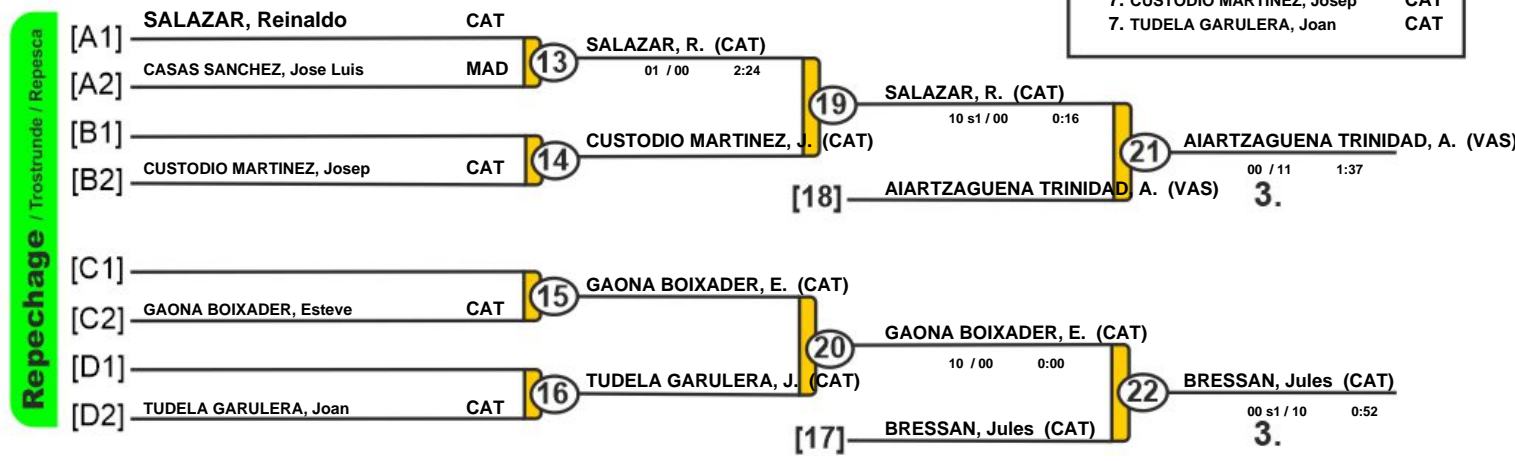 7. CUSTODIO MARTINEZ, Josep CAT
7. TUDELA GARULERA, Joan CAT
Repechage / Trostrunde / Repesca
[A1] SALAZAR, Reinaldo CAT
[A2] CASAS SANCHEZ, Jose Luis MAD
13 SALAZAR, R. (CAT)
01 / 00 2:24
[B1]
[B2] CUSTODIO MARTINEZ, Josep CAT
14 CUSTODIO MARTINEZ, J. (CAT)
19 SALAZAR, R. (CAT)
10 s1 / 00 0:16
[18] AIARTZAGUENA TRINIDAD, A. (VAS)
21 AIARTZAGUENA TRINIDAD, A. (VAS)
00 / 11 1:37
3.
[C1]
[C2] GAONA BOIXADER, Esteve CAT
15 GAONA BOIXADER, E. (CAT)
[D1]
[D2] TUDELA GARULERA, Joan CAT
16 TUDELA GARULERA, J. (CAT)
20 GAONA BOIXADER, E. (CAT)
10 / 00 0:00
[17] BRESSAN, Jules (CAT)
22 BRESSAN, Jules (CAT)
00 s1 / 10 0:52
3.